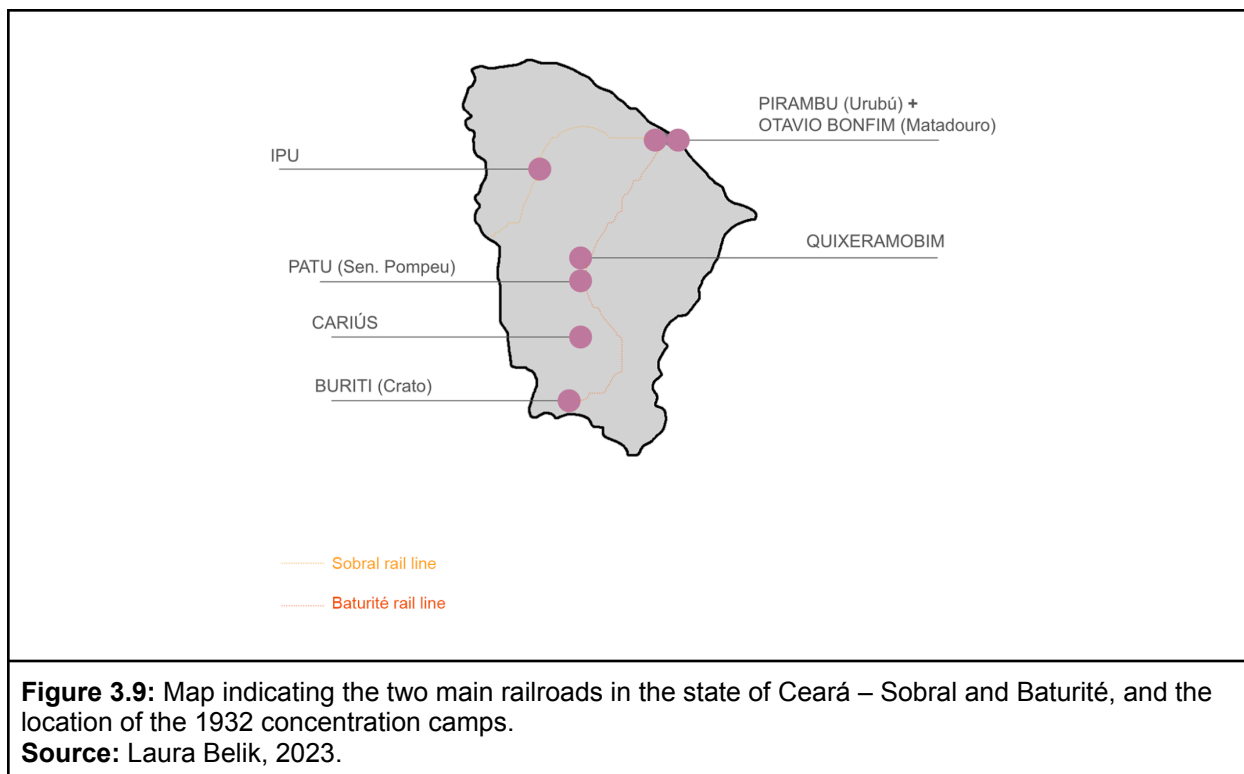 PIRAMBU (Urubú) +
OTAVIO BONFIM (Matadouro)
IPU
QUIXERAMOBIM
PATU (Sen. Pompeu)
CARIÚS
BURITI (Crato)
Sobral rail line
Baturité rail line
Figure 3.9: Map indicating the two main railroads in the state of Ceará – Sobral and Baturité, and the
location of the 1932 concentration camps.
Source: Laura Belik, 2023.